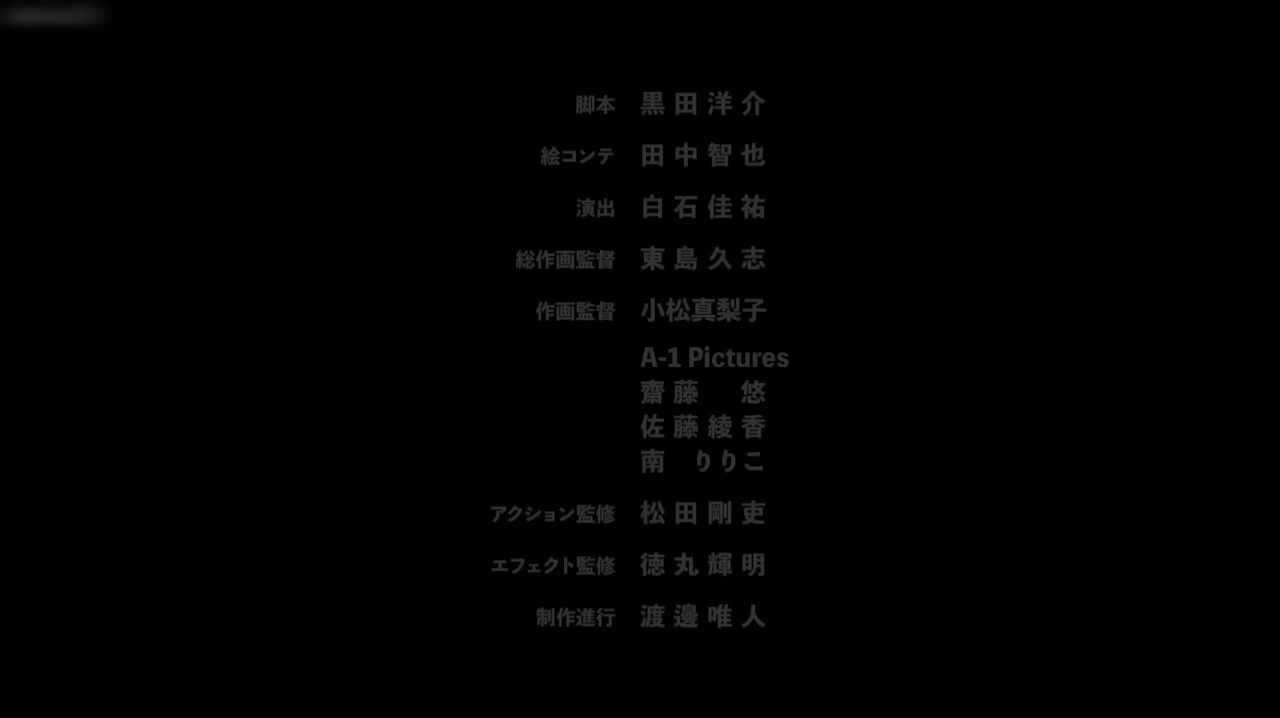 脚本 黒田洋介
絵コンテ 田中智也
演出 白石佳祐
総作画監督 東島久志
作画監督 小松真梨子
A-1 Pictures
齋藤 悠
佐藤綾香
南 りりこ
アクション監修 松田剛吏
エフェクト監修 徳丸輝明
制作進行 渡邊唯人